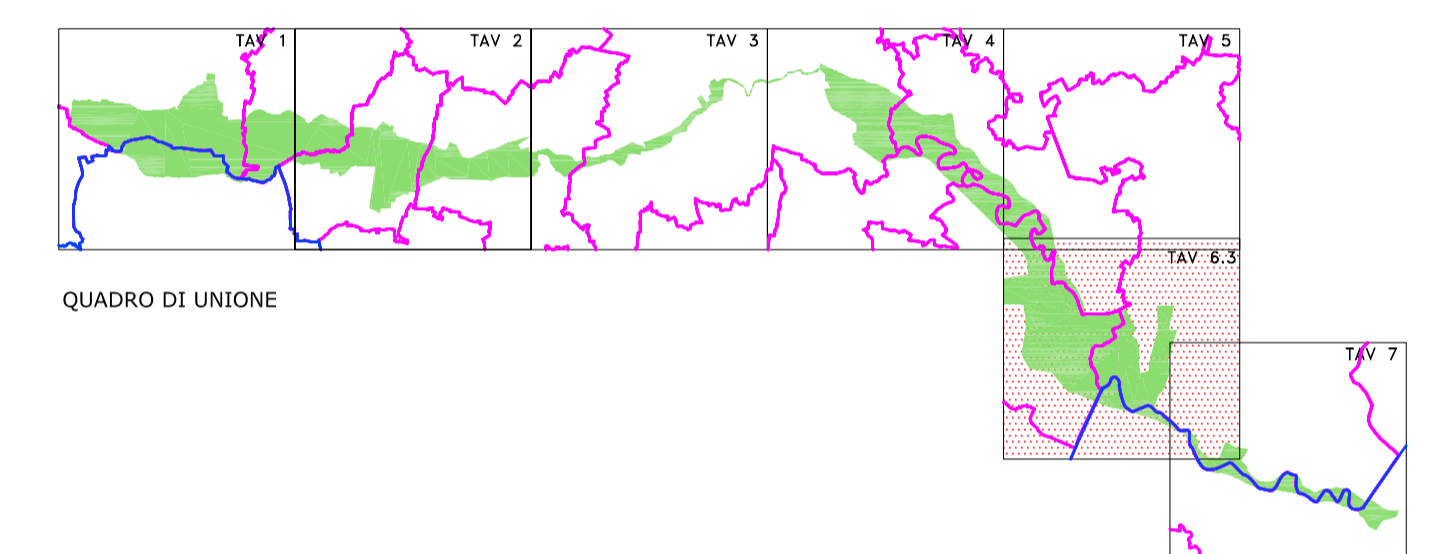 TAV 1
TAV 2
TAV 3
TAV 4
TAV 5
TAV 6.3
QUADRO DI UNIONE
TAV 7